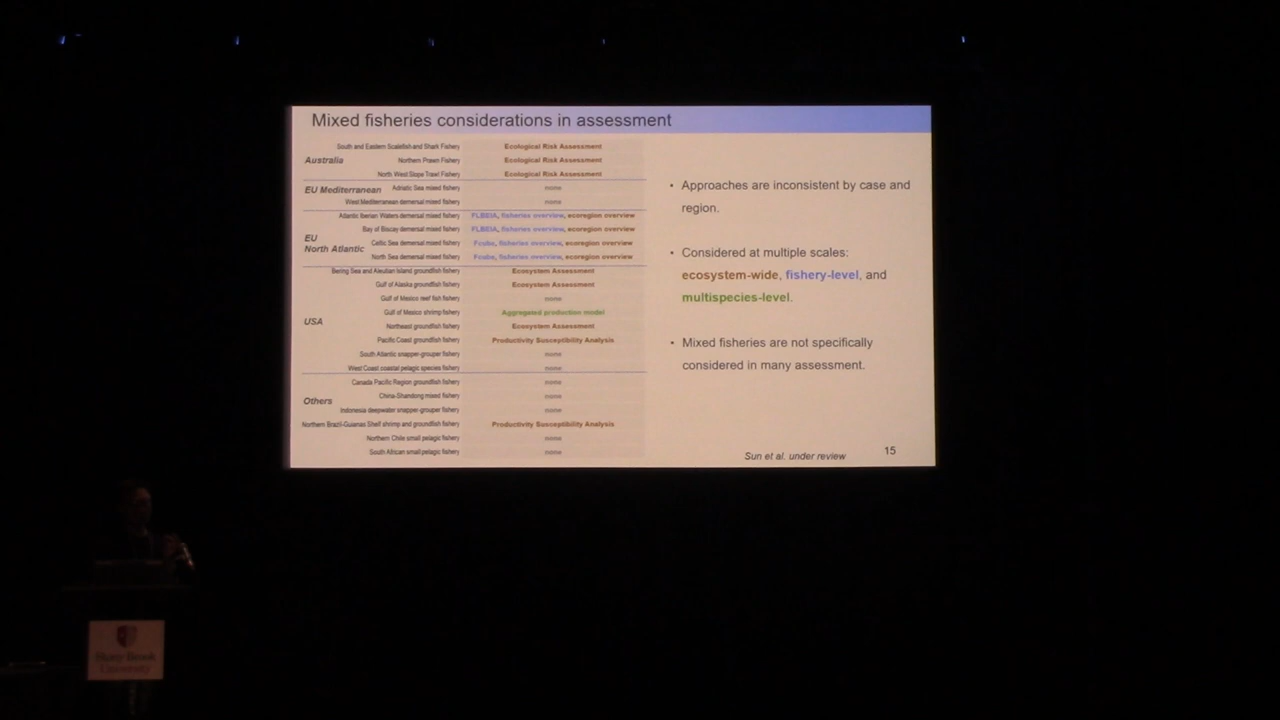 Mixed fisheries considerations in assessment
Australia
South and Eastern Scalefish and Shark Fishery Ecological Risk Assessment
Northern Prawn Fishery Ecological Risk Assessment
North West Slope Trawl Fishery Ecological Risk Assessment
EU Mediterranean
Adriatic Sea mixed fishery none
West Mediterranean demersal mixed fishery none
EU
North Atlantic
Atlantic Iberian Waters demersal mixed fishery FLBEIA, fisheries overview, ecoregion overview
Bay of Biscay demersal mixed fishery FLBEIA, fisheries overview, ecoregion overview
Celtic Sea demersal mixed fishery Fcube, fisheries overview, ecoregion overview
North Sea demersal mixed fishery Fcube, fisheries overview, ecoregion overview
USA
Bering Sea and Aleutian Island groundfish fishery Ecosystem Assessment
Gulf of Alaska groundfish fishery Ecosystem Assessment
Gulf of Mexico reef fish fishery none
Gulf of Mexico shrimp fishery Aggregated production model
Northeast groundfish fishery Ecosystem Assessment
Pacific Coast groundfish fishery Productivity Susceptibility Analysis
South Atlantic snapper-grouper fishery none
West Coast coastal pelagic species fishery none
Others
Canada Pacific Region groundfish fishery none
China-Shandong mixed fishery none
Indonesia deepwater snapper-grouper fishery none
Northern Brazil-Guianas Shelf shrimp and groundfish fishery Productivity Susceptibility Analysis
Northern Chile small pelagic fishery none
South African small pelagic fishery none
• Approaches are inconsistent by case and
region.
• Considered at multiple scales:
ecosystem-wide, fishery-level, and
multispecies-level.
• Mixed fisheries are not specifically
considered in many assessment.
Sun et al. under review
15
Stony Brook
University